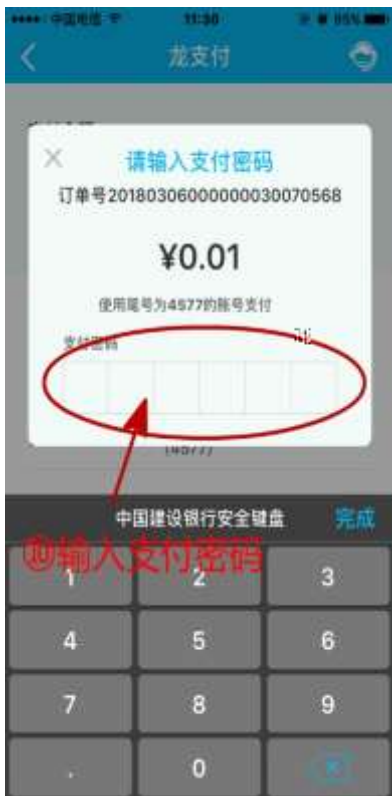 中国电信 11:30 95%
龙支付
请输入支付密码
订单号20180306000000030070568
¥0.01
使用尾号为4577的账号支付
支付密码
(4577)
中国建设银行安全键盘 完成
⑩输入支付密码
1 2 3
4 5 6
7 8 9
. 0